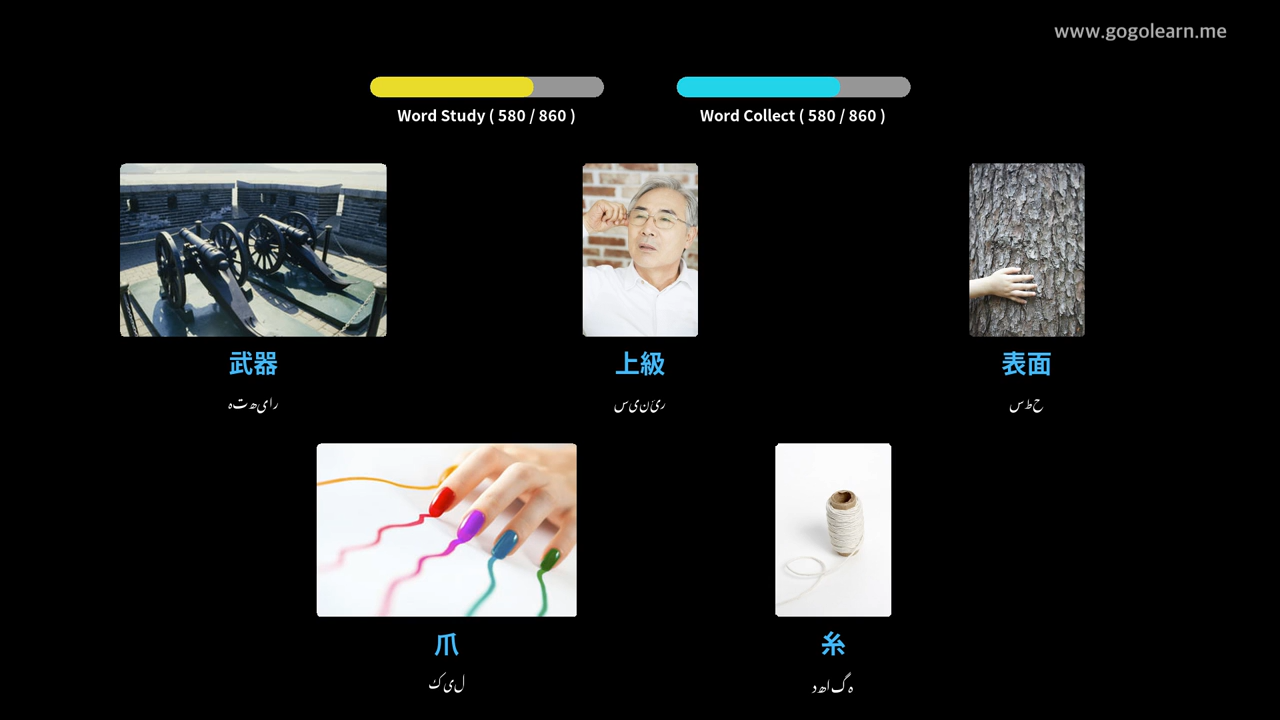 www.gogolearn.me
Word Study ( 580 / 860 )
Word Collect ( 580 / 860 )
武器
ہتھیار
上級
سینئر
表面
سطح
爪
کیل
糸
دھاگہ